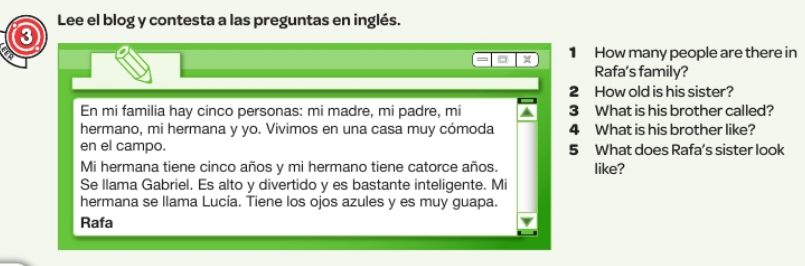 Lee el blog y contesta a las preguntas en inglés.
3
LEER
En mi familia hay cinco personas: mi madre, mi padre, mi
hermano, mi hermana y yo. Vivimos en una casa muy cómoda
en el campo.
Mi hermana tiene cinco años y mi hermano tiene catorce años.
Se llama Gabriel. Es alto y divertido y es bastante inteligente. Mi
hermana se llama Lucía. Tiene los ojos azules y es muy guapa.
Rafa
1 How many people are there in
Rafa's family?
2 How old is his sister?
3 What is his brother called?
4 What is his brother like?
5 What does Rafa's sister look
like?